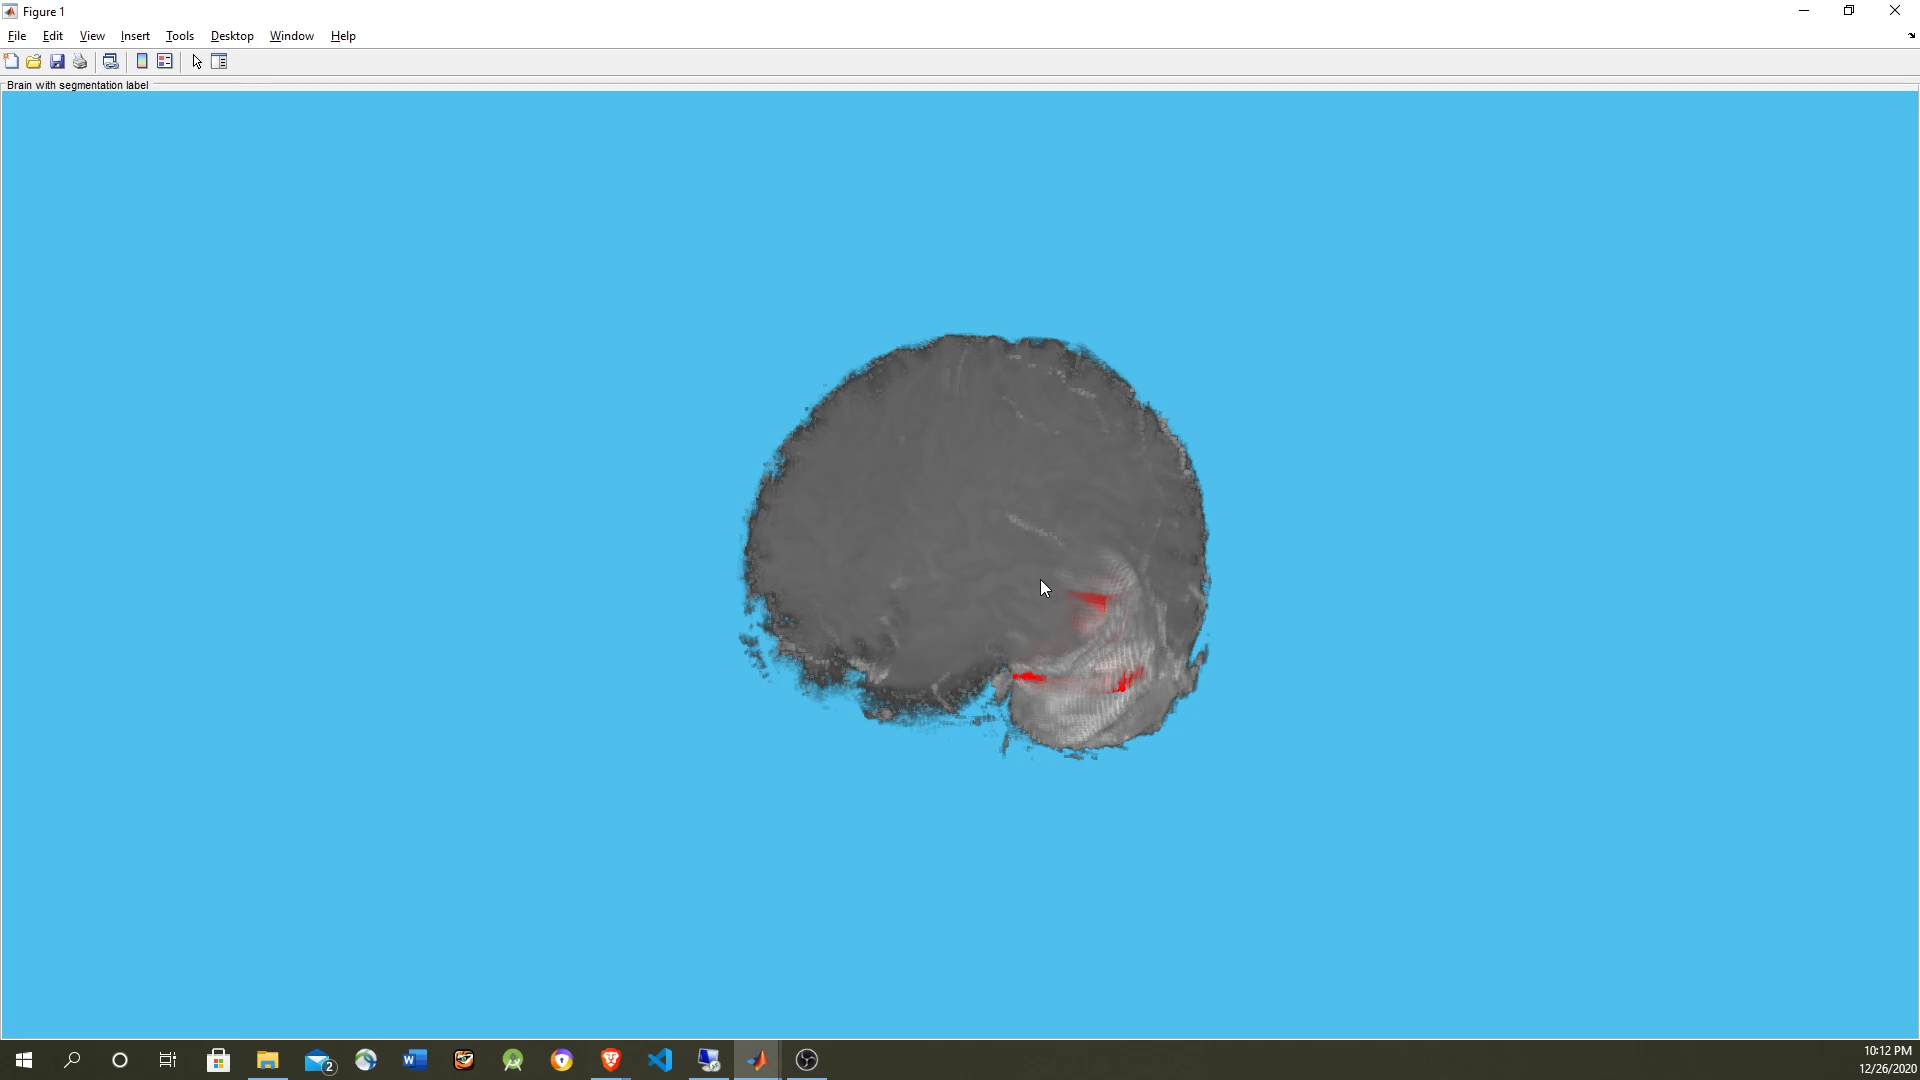 Figure 1
File Edit View Insert Tools Desktop Window Help
Brain with segmentation label
2
10:12 PM
12/26/2020